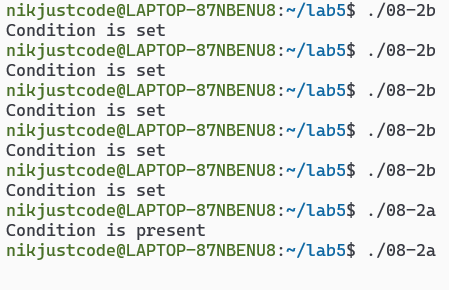 nikjustcode@LAPTOP-87NBENU8:~/lab5$ ./08-2b
Condition is set
nikjustcode@LAPTOP-87NBENU8:~/lab5$ ./08-2b
Condition is set
nikjustcode@LAPTOP-87NBENU8:~/lab5$ ./08-2b
Condition is set
nikjustcode@LAPTOP-87NBENU8:~/lab5$ ./08-2b
Condition is set
nikjustcode@LAPTOP-87NBENU8:~/lab5$ ./08-2b
Condition is set
nikjustcode@LAPTOP-87NBENU8:~/lab5$ ./08-2a
Condition is present
nikjustcode@LAPTOP-87NBENU8:~/lab5$ ./08-2a